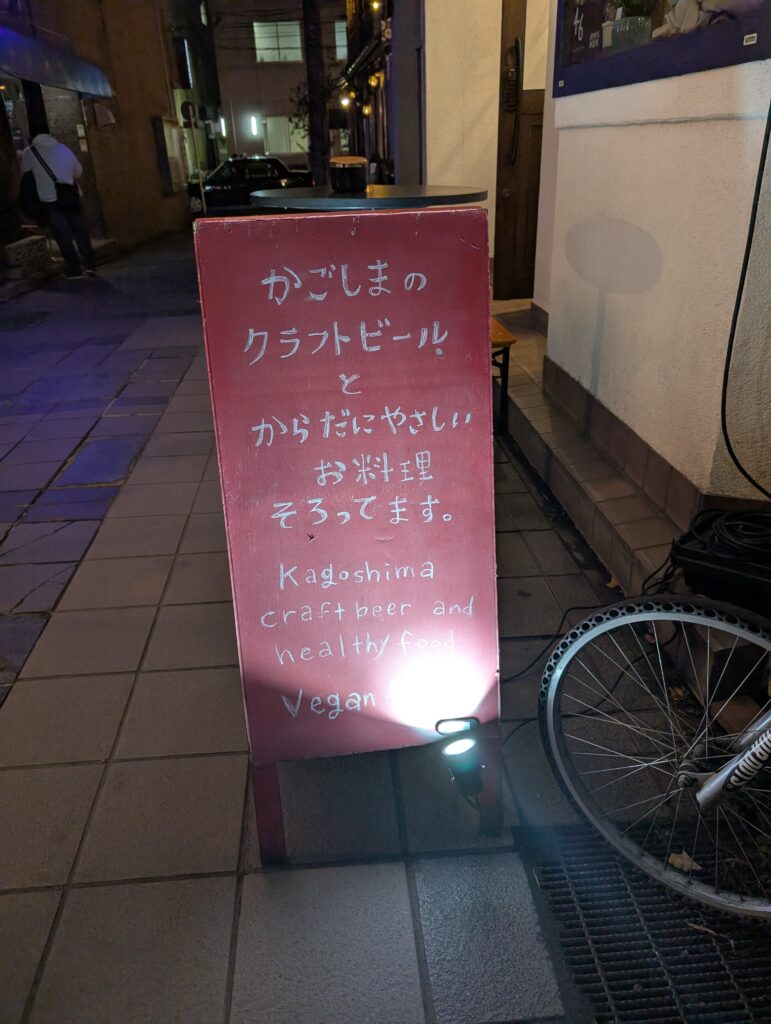 かごしまの
クラフトビール
と
からだにやさしい
お料理
そろってます。
Kagoshima
craft beer and
healthy food
Vegan